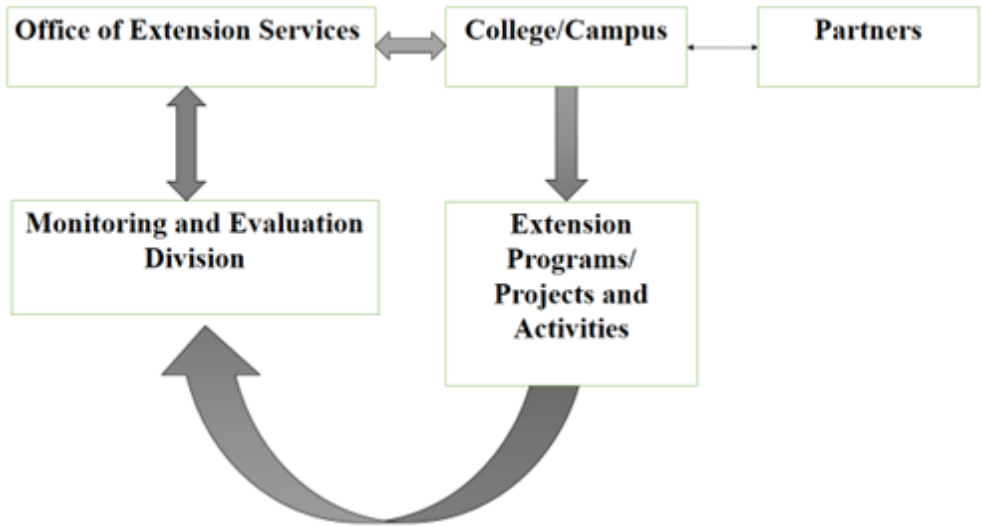 Office of Extension Services
College/Campus
Partners
Monitoring and Evaluation
Division
Extension
Programs/
Projects and
Activities